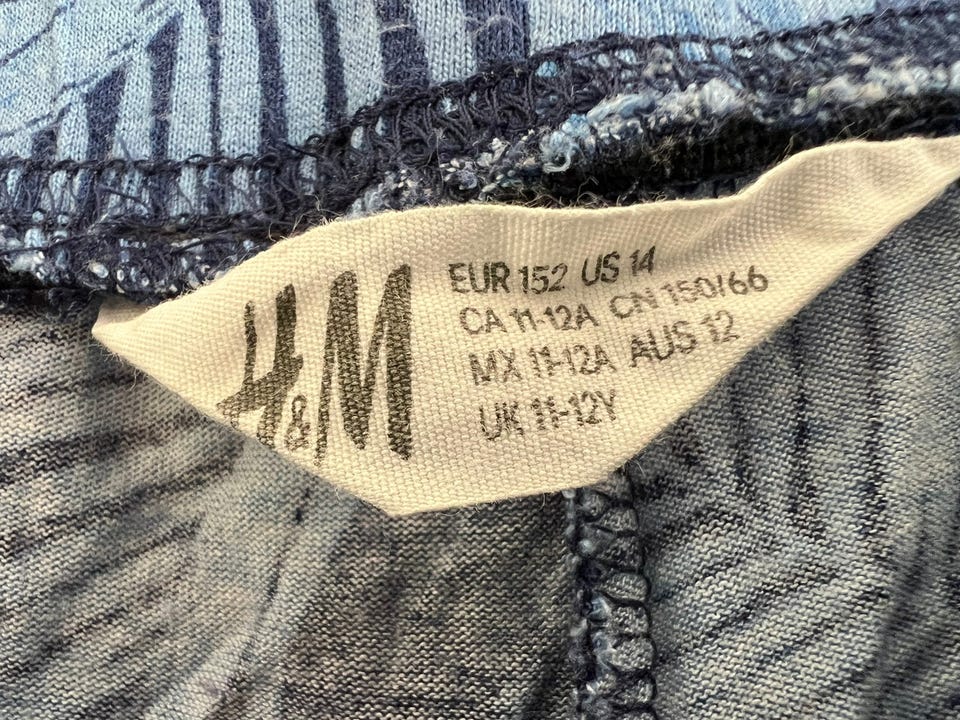 H&M
EUR 152 US 14
CA 11-12A CN 150/66
MX 11-12A AUS 12
UK 11-12Y